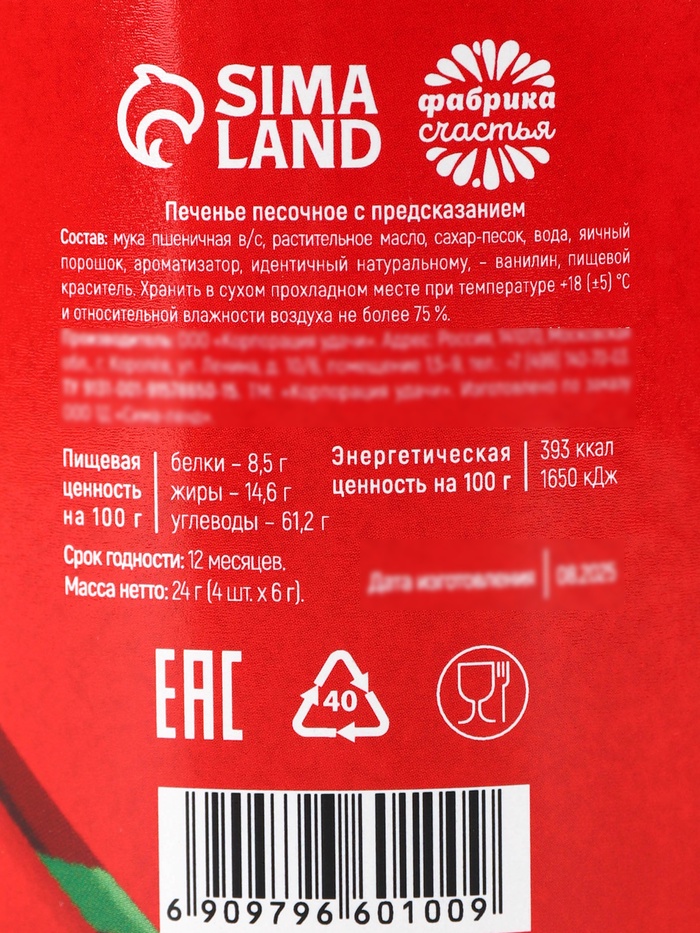 SIMA
LAND
фабрика
счастья
Печенье песочное с предсказанием
Состав: мука пшеничная в/с, растительное масло, сахар-песок, вода, яичный
порошок, ароматизатор, идентичный натуральному, – ванилин, пищевой
краситель. Хранить в сухом прохладном месте при температуре +18 (±5) °C
и относительной влажности воздуха не более 75 %.
Пищевая
ценность
на 100 г
белки – 8,5 г
жиры – 14,6 г
углеводы – 61,2 г
Энергетическая
ценность на 100 г
393 ккал
1650 кДж
Срок годности: 12 месяцев.
Масса нетто: 24 г (4 шт. х 6 г).
Дата изготовления 08.2025
EAC
40
6 909796 601009